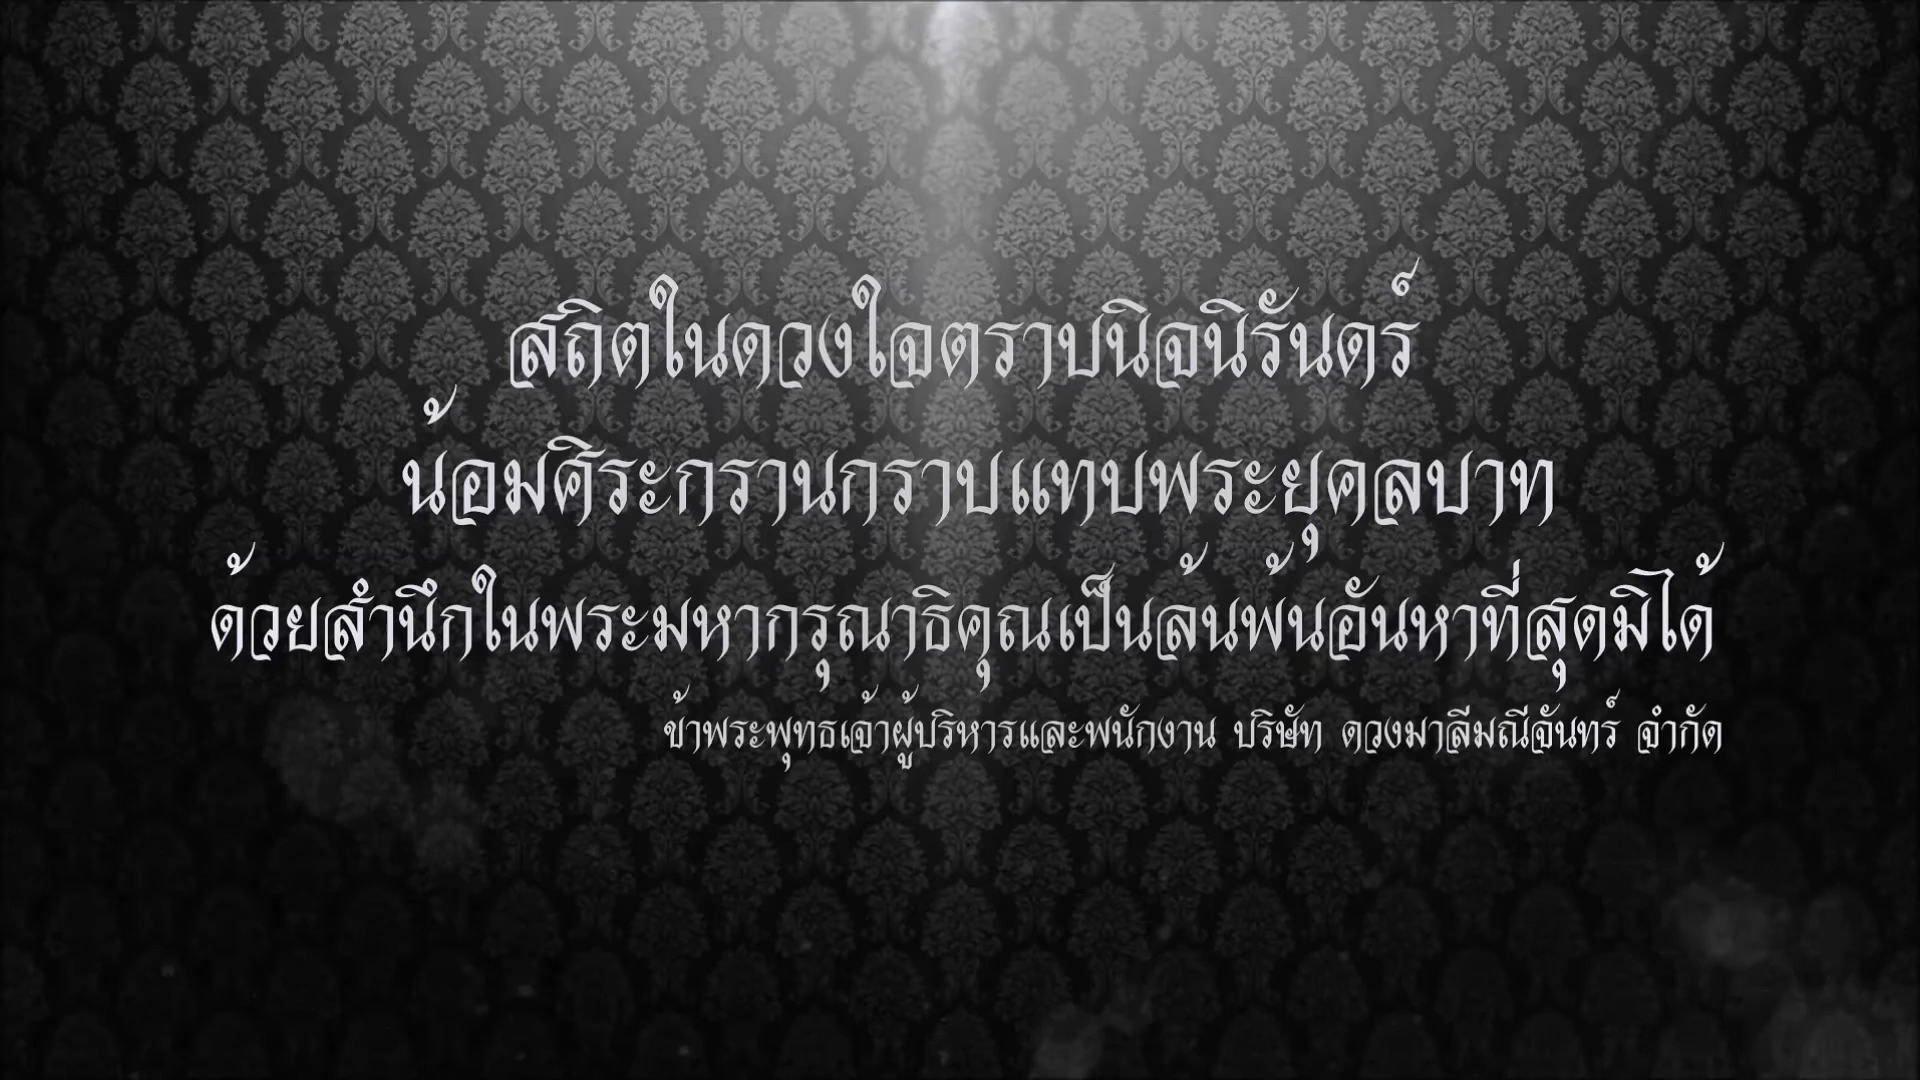 สถิตในดวงใจตราบนิจนิรันดร์
น้อมศิระกรานกราบแทบพระยุคลบาท
ด้วยสำนึกในพระมหากรุณาธิคุณเป็นล้นพ้นอันหาที่สุดมิได้
ข้าพระพุทธเจ้าผู้บริหารและพนักงาน บริษัท ดวงมาลีมณีจันทร์ จำกัด